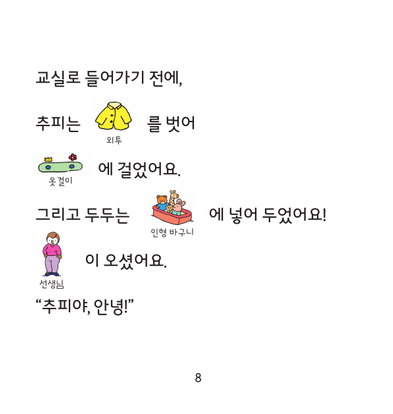 교실로 들어가기 전에,
추피는 를 벗어
외투
에 걸었어요.
옷걸이
그리고 두두는 에 넣어 두었어요!
인형 바구니
이 오셨어요.
선생님
“추피야, 안녕!”
8